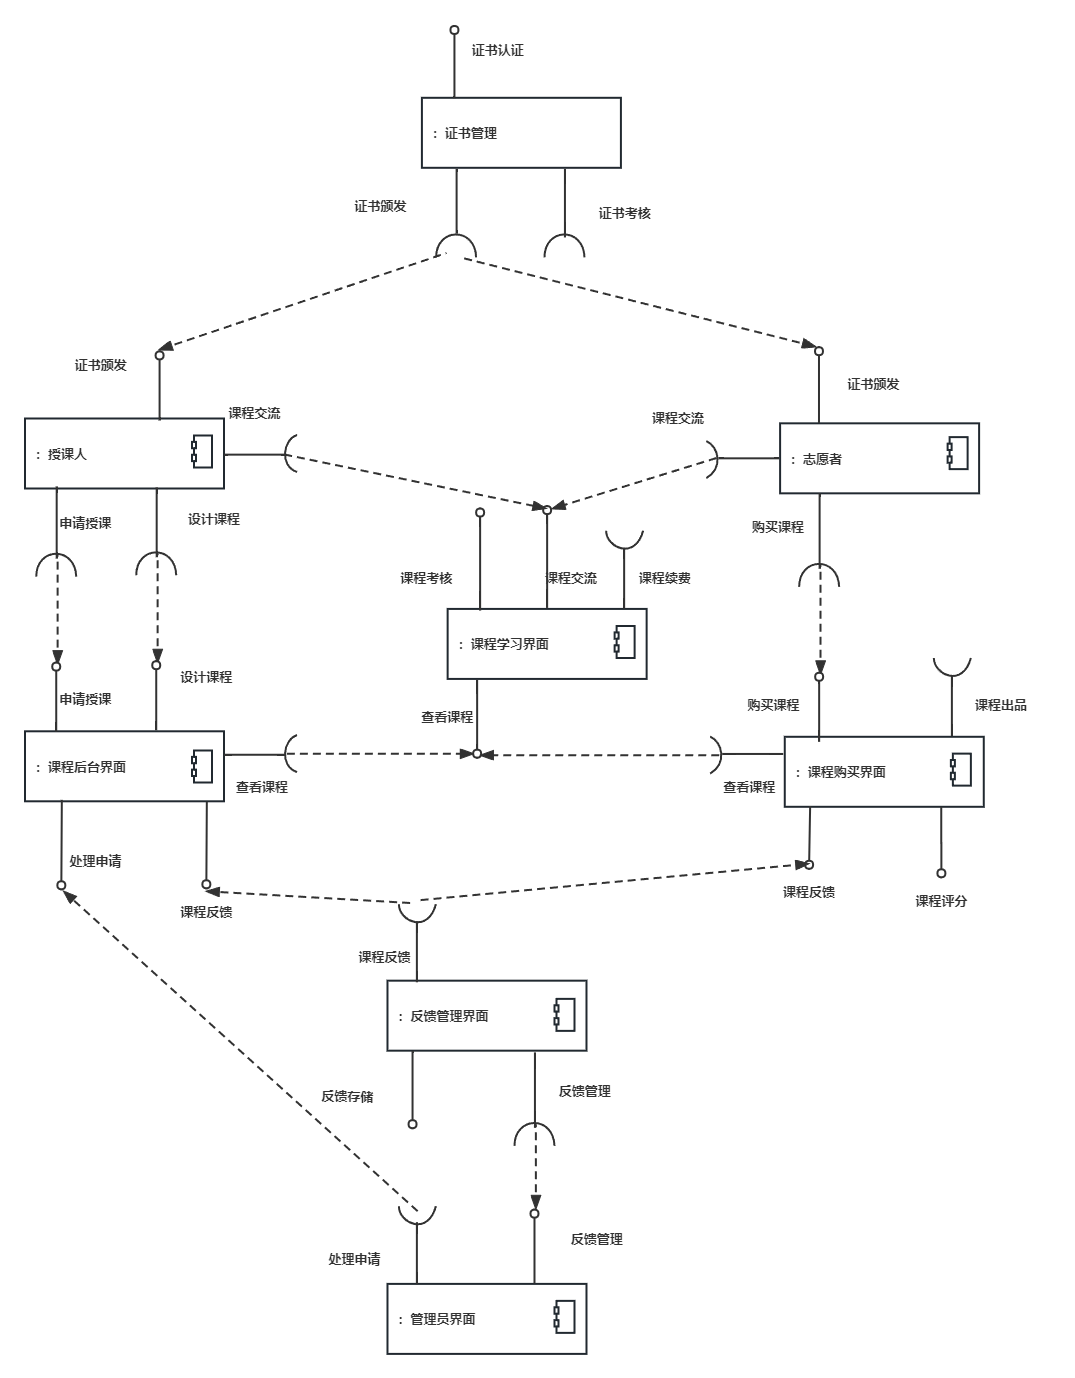 证书认证
: 证书管理
证书颁发
证书考核
证书颁发
证书颁发
课程交流
课程交流
: 授课人
: 志愿者
申请授课
设计课程
购买课程
课程考核
课程交流
课程续费
: 课程学习界面
设计课程
申请授课
购买课程
课程出品
查看课程
: 课程后台界面
: 课程购买界面
查看课程
查看课程
处理申请
课程反馈
课程反馈
课程评分
课程反馈
: 反馈管理界面
反馈存储
反馈管理
反馈管理
处理申请
: 管理员界面